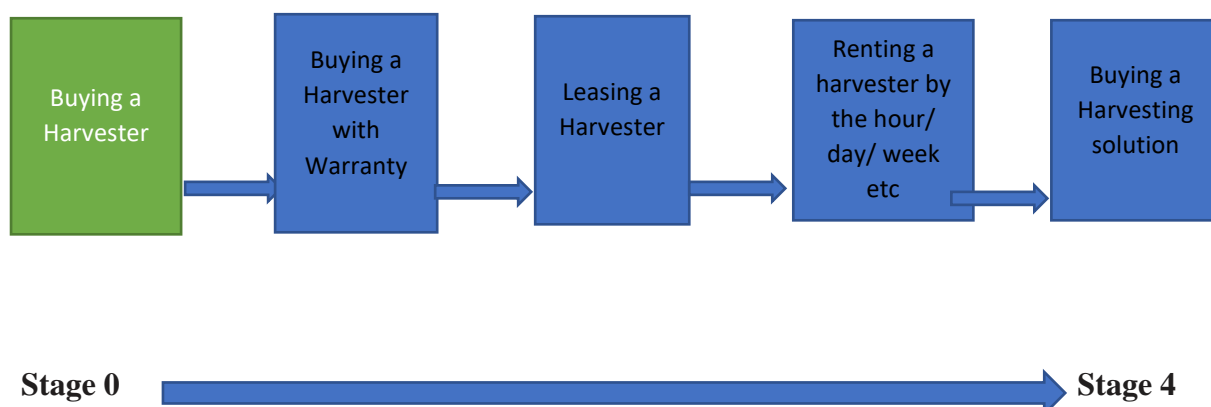 Buying a
Harvester
Buying a
Harvester
with
Warranty
Leasing a
Harvester
Renting a
harvester by
the hour/
day/ week
etc
Buying a
Harvesting
solution
Stage 0
Stage 4